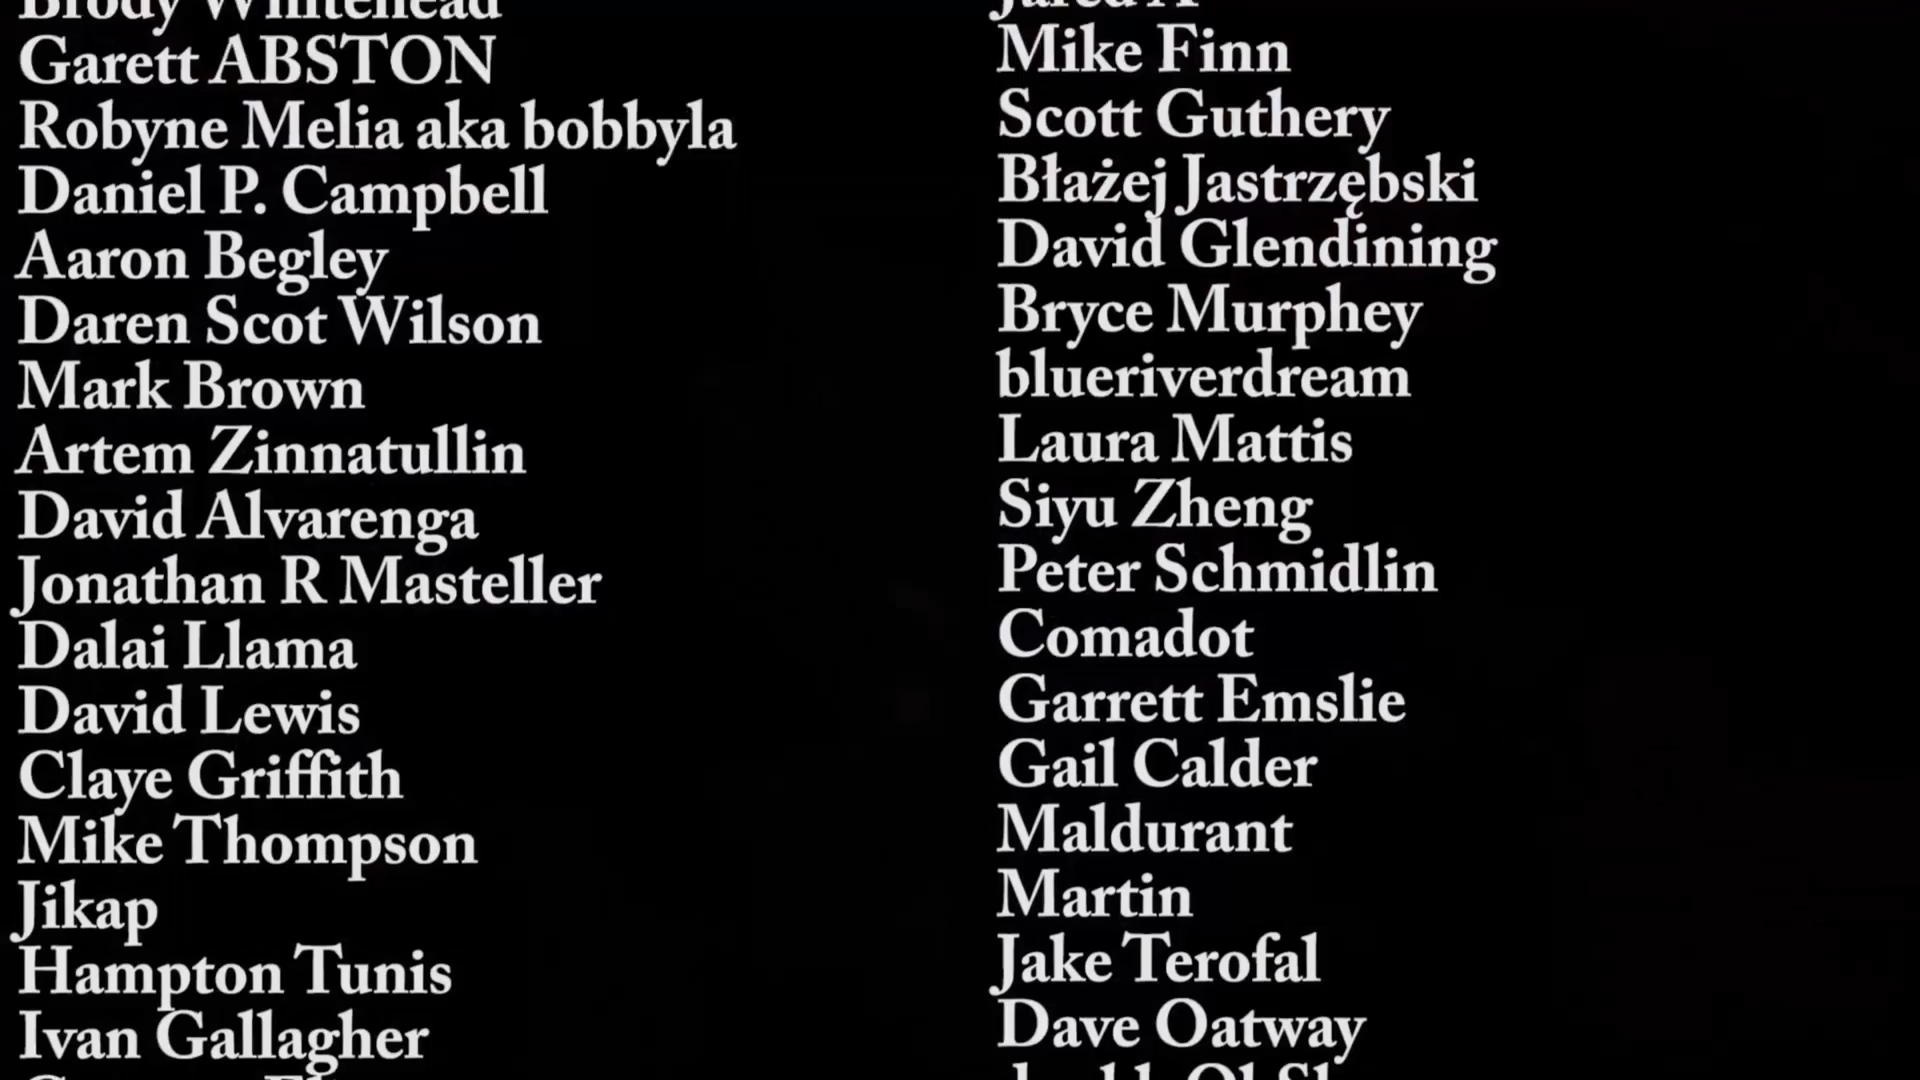 Brody Whitehead
Garett ABSTON
Robyne Melia aka bobbyla
Daniel P. Campbell
Aaron Begley
Daren Scot Wilson
Mark Brown
Artem Zinnatullin
David Alvarenga
Jonathan R Masteller
Dalai Llama
David Lewis
Claye Griffith
Mike Thompson
Jikap
Hampton Tunis
Ivan Gallagher
Jared A
Mike Finn
Scott Guthery
Błażej Jastrzębski
David Glendining
Bryce Murphey
blueriverdream
Laura Mattis
Siyu Zheng
Peter Schmidlin
Comadot
Garrett Emslie
Gail Calder
Maldurant
Martin
Jake Terofal
Dave Oatway